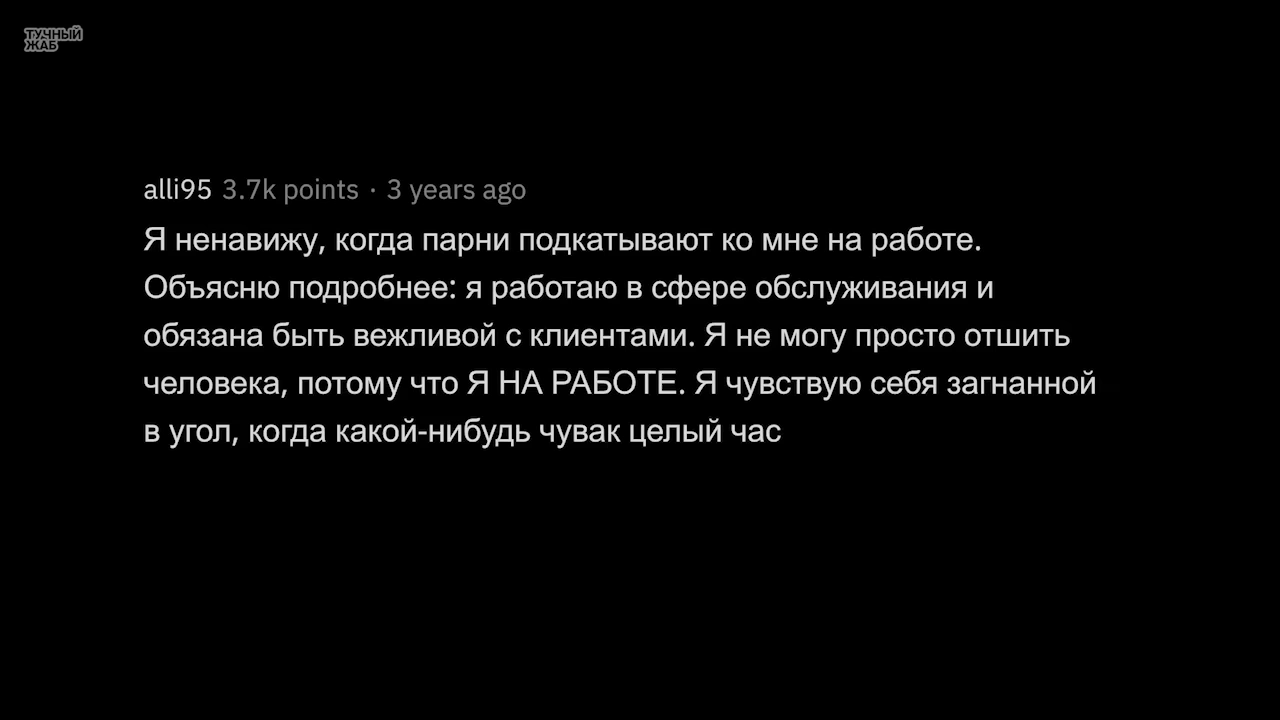 ТУЧНЫЙ
ЖАБ
alli95 3.7k points · 3 years ago
Я ненавижу, когда парни подкатывают ко мне на работе.
Объясню подробнее: я работаю в сфере обслуживания и
обязана быть вежливой с клиентами. Я не могу просто отшить
человека, потому что Я НА РАБОТЕ. Я чувствую себя загнанной
в угол, когда какой-нибудь чувак целый час